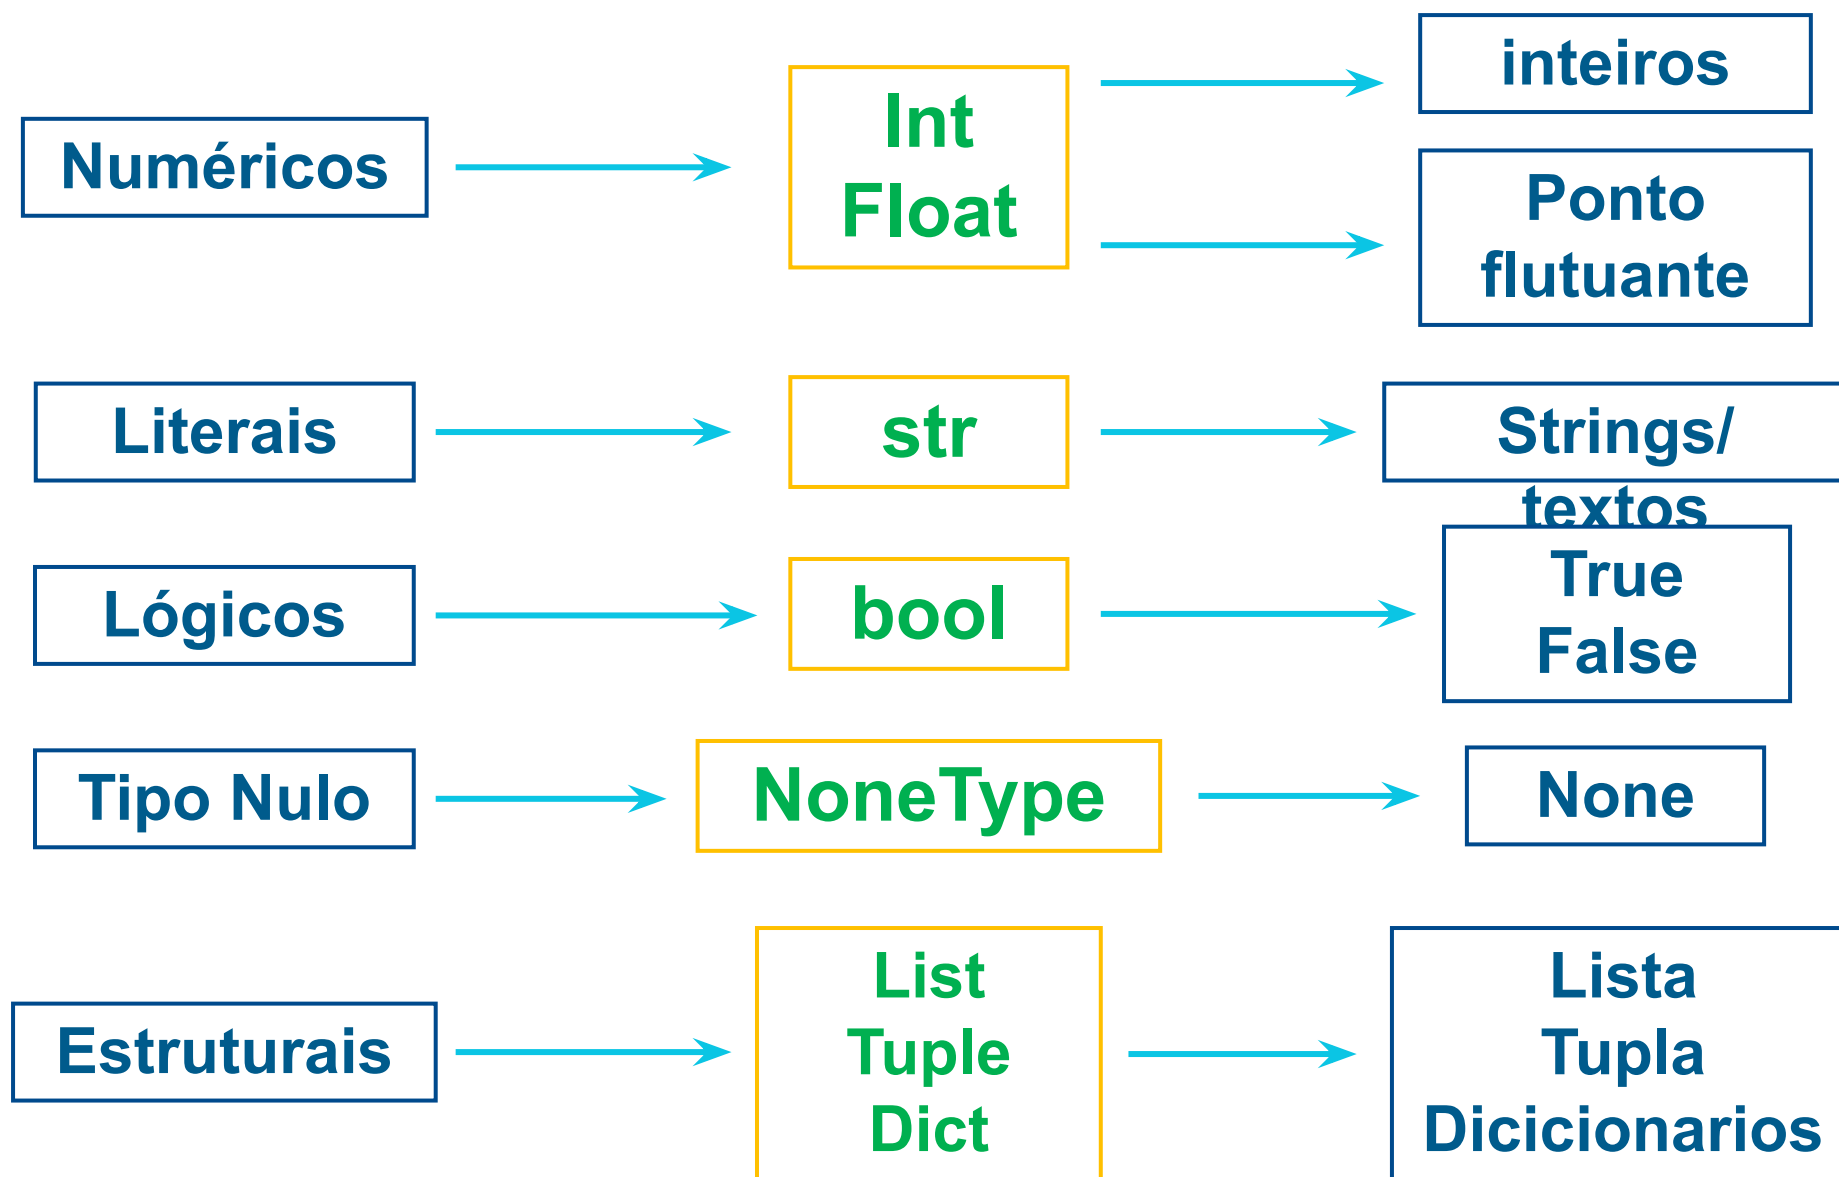 Numéricos
Int
Float
inteiros
Ponto
flutuante
Literais
str
Strings/
textos
Lógicos
bool
True
False
Tipo Nulo
NoneType
None
Estruturais
List
Tuple
Dict
Lista
Tupla
Dicicionarios